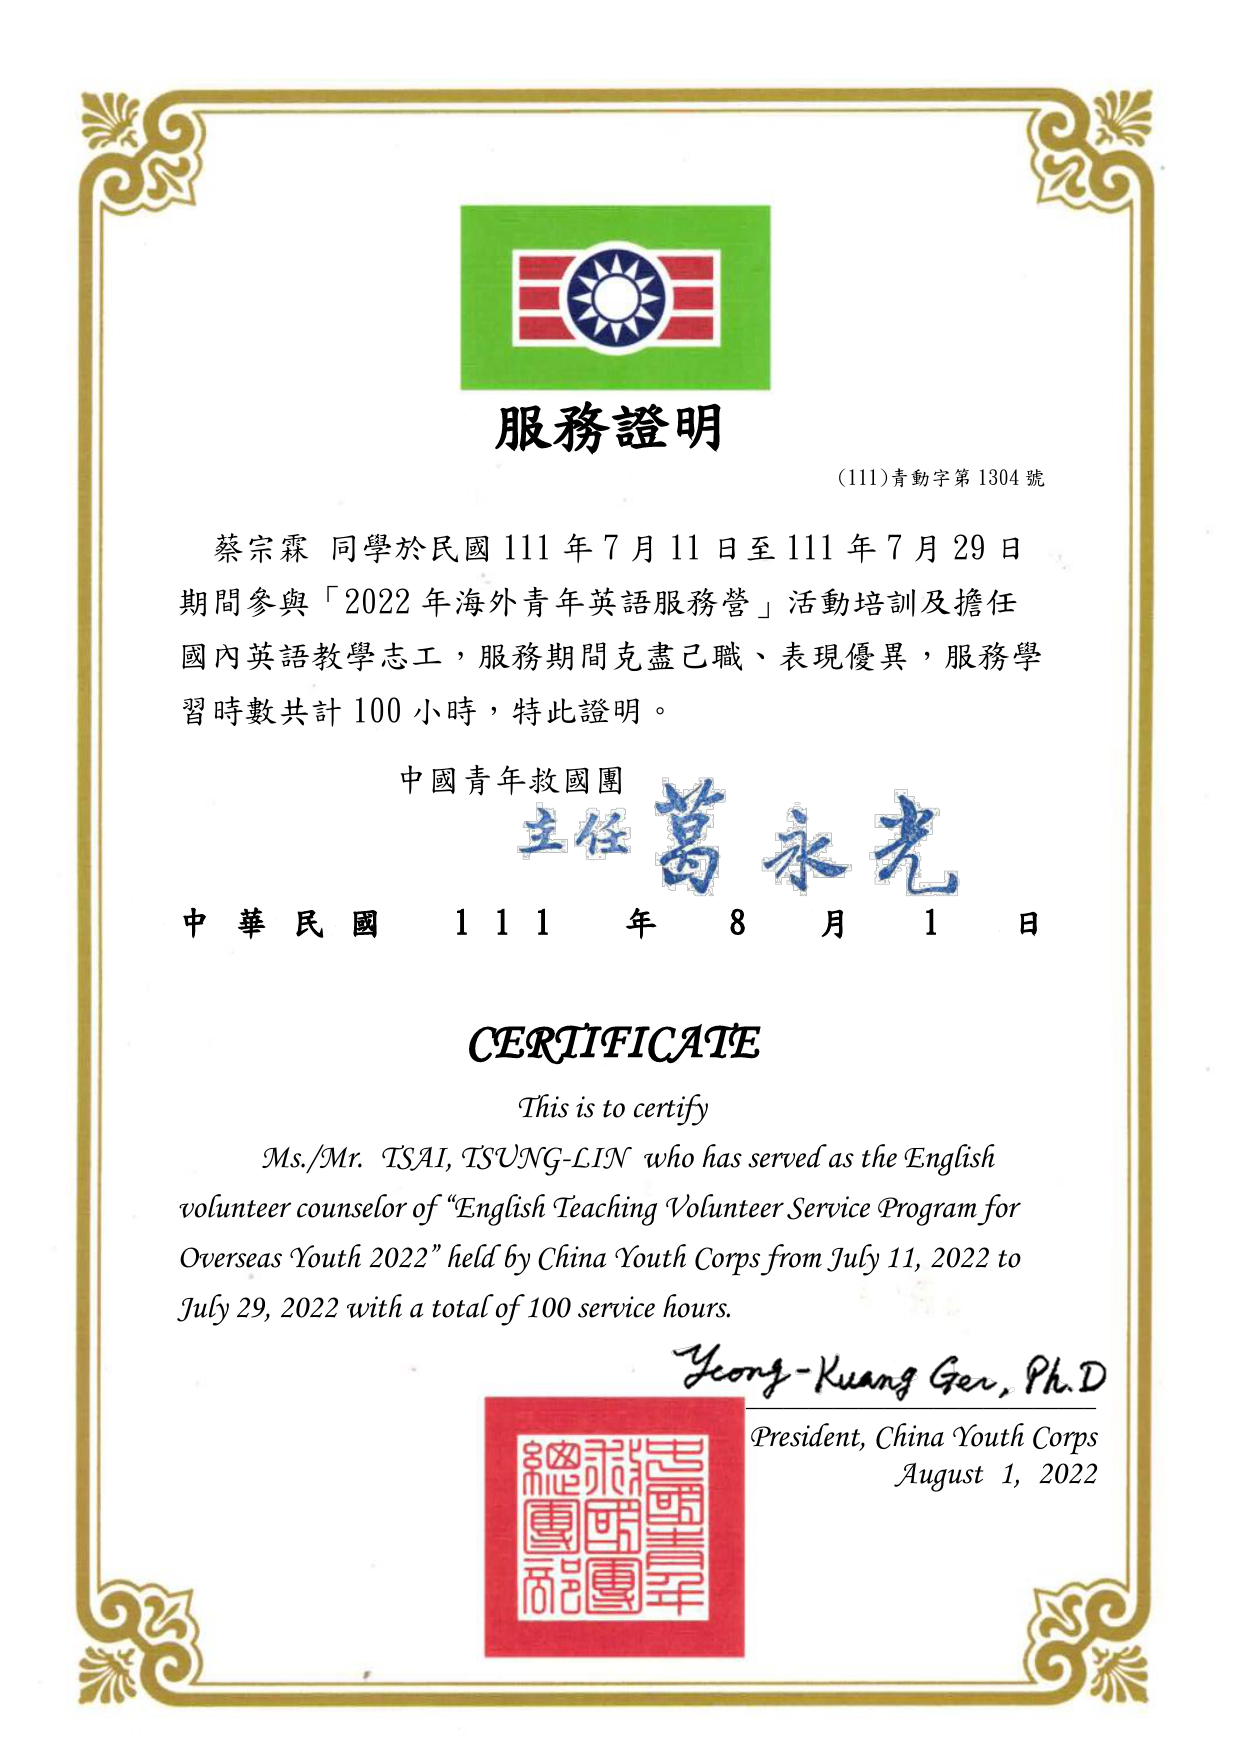 服務證明
(111)青動字第1304號
蔡宗霖 同學於民國 111 年 7 月 11 日至 111 年 7 月 29 日
期間參與「2022 年海外青年英語服務營」活動培訓及擔任
國內英語教學志工，服務期間克盡己職、表現優異，服務學
習時數共計 100 小時，特此證明。
中國青年救國團
主任 葛永光
中華民國 111 年 8 月 1 日
CERTIFICATE
This is to certify
Ms./Mr. TSAI, TSUNG-LIN who has served as the English
volunteer counselor of “English Teaching Volunteer Service Program for
Overseas Youth 2022” held by China Youth Corps from July 11, 2022 to
July 29, 2022 with a total of 100 service hours.
Yeong-Kuang Ger, Ph.D
President, China Youth Corps
August 1, 2022
中國青年
救國團
總團部